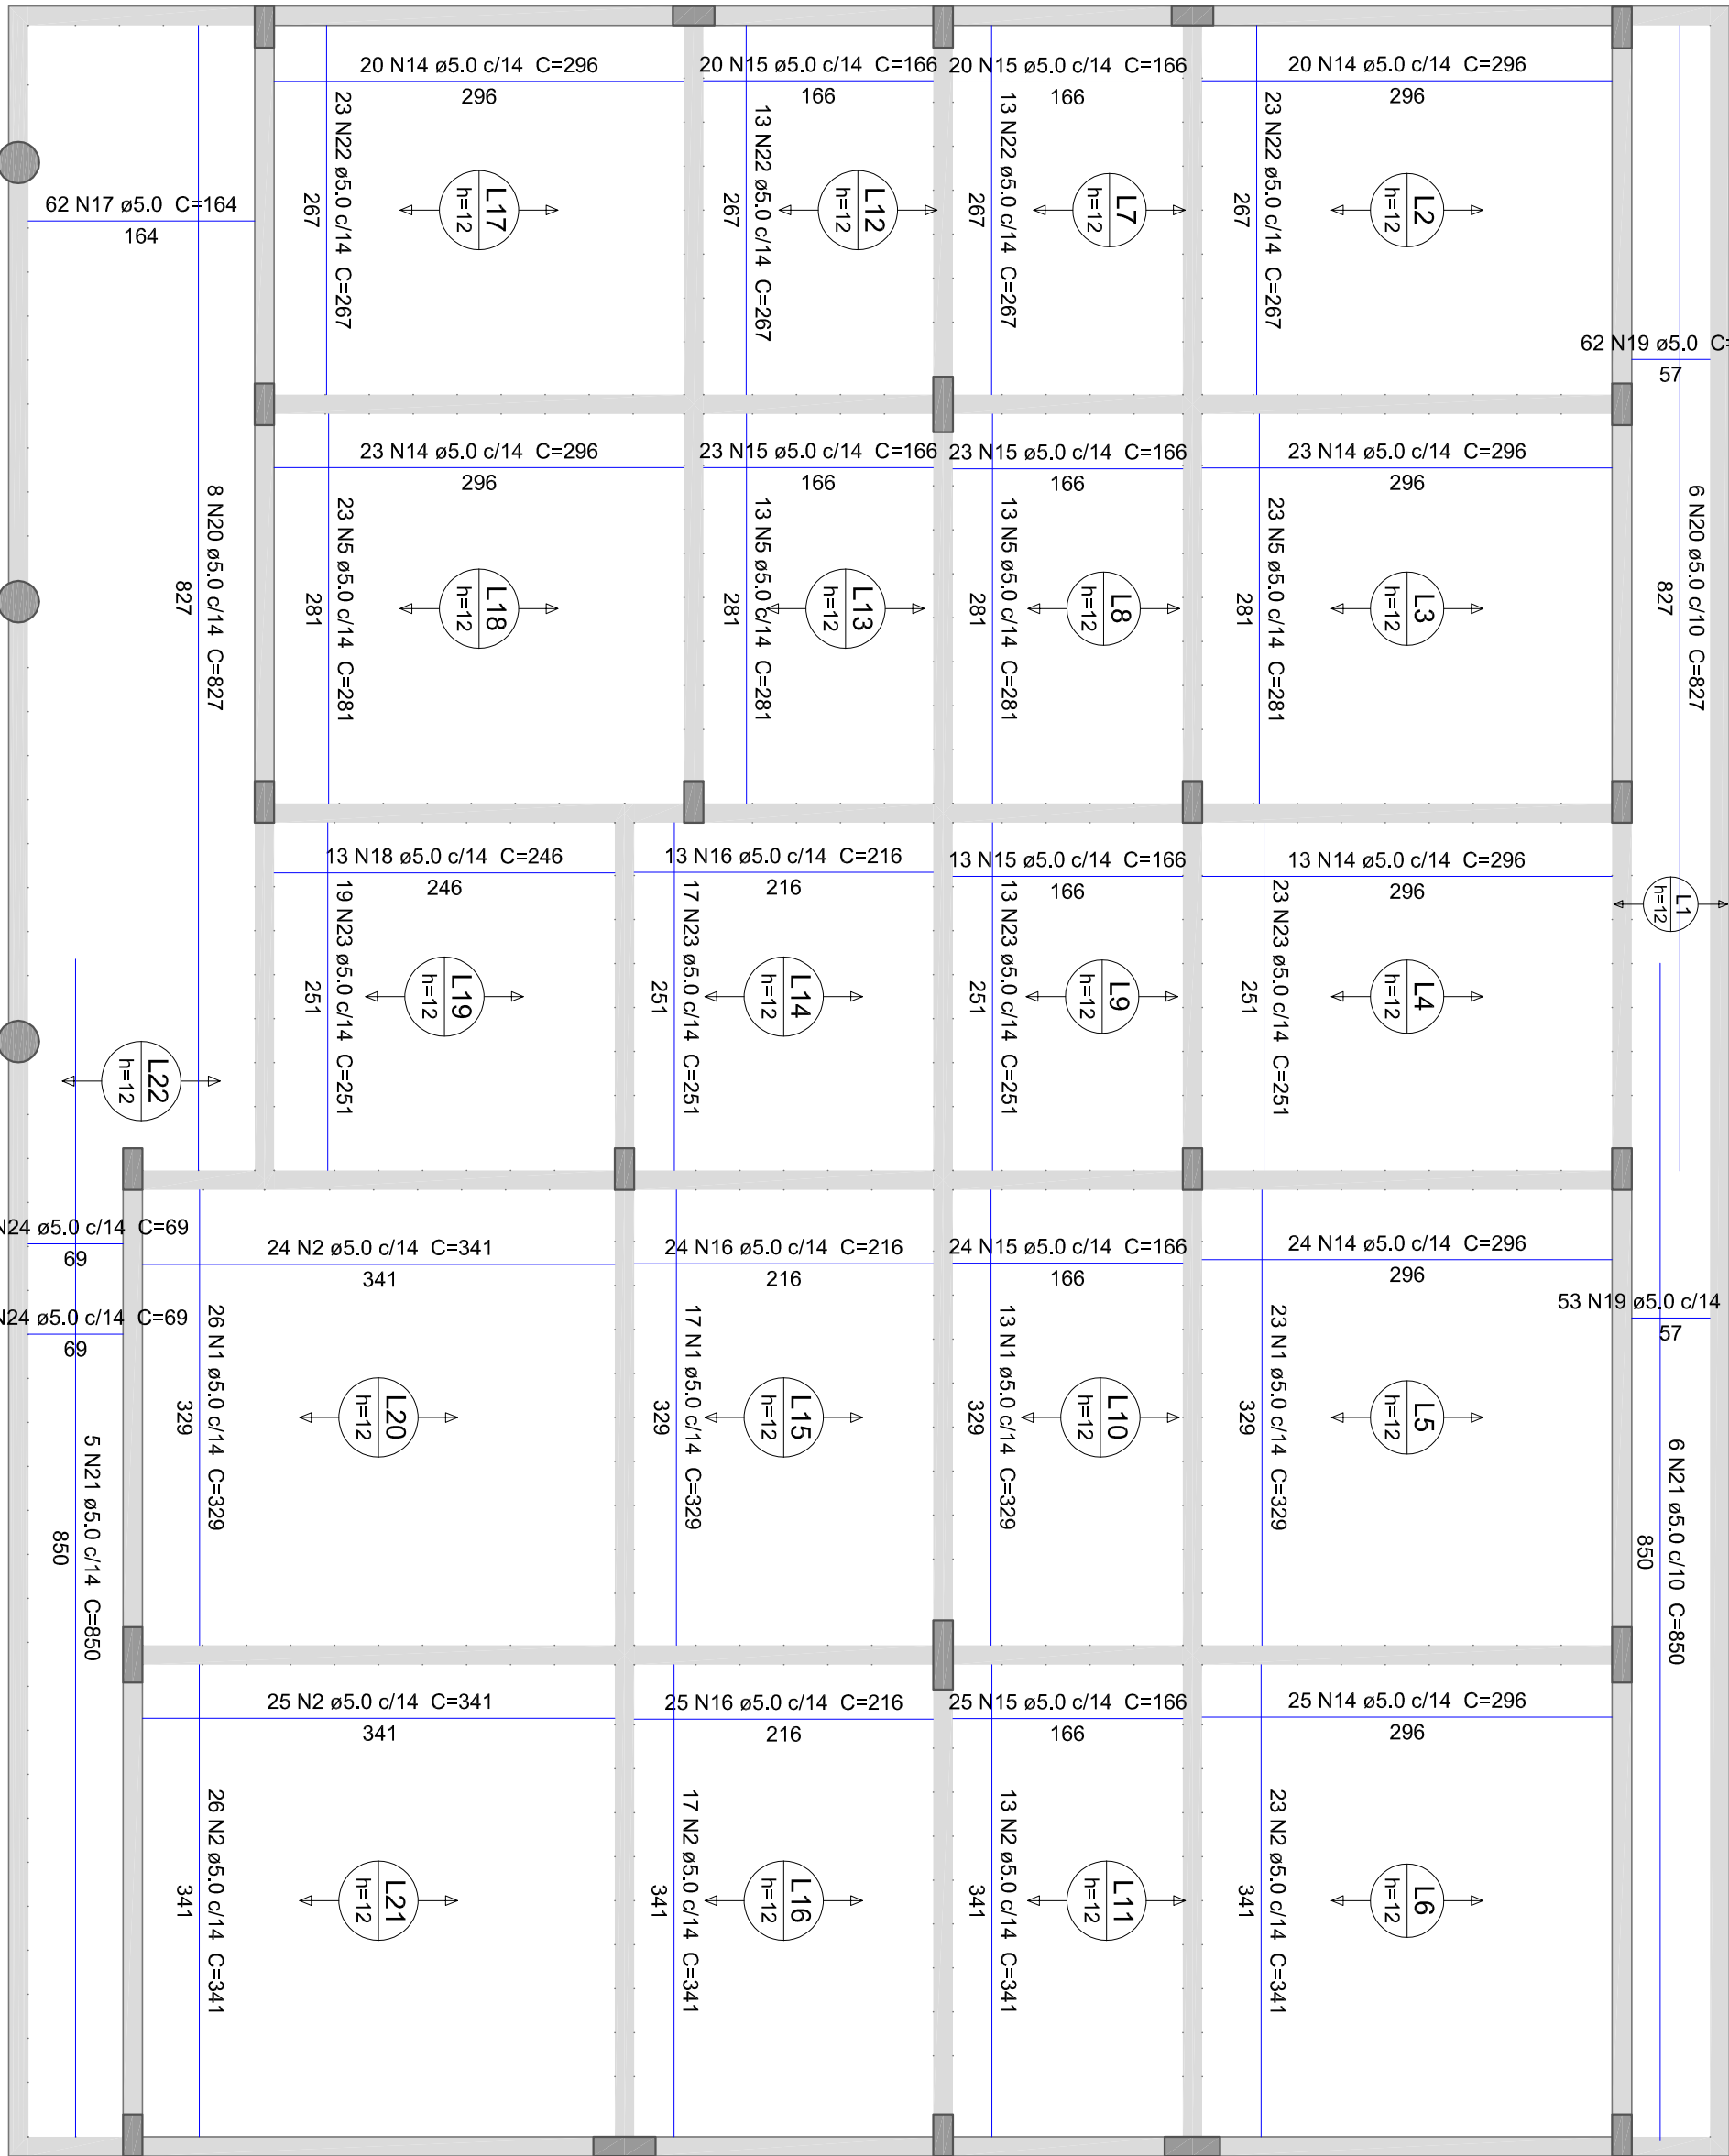 20 N14 ø5.0 c/14 C=296
296
20 N15 ø5.0 c/14 C=166
166
20 N15 ø5.0 c/14 C=166
166
20 N14 ø5.0 c/14 C=296
296
23 N22 ø5.0 c/14 C=267
267
13 N22 ø5.0 c/14 C=267
267
13 N22 ø5.0 c/14 C=267
267
23 N22 ø5.0 c/14 C=267
267
62 N17 ø5.0 C=164
164
L17
h=12
L12
h=12
L7
h=12
L2
h=12
62 N19 ø5.0 C=
57
23 N14 ø5.0 c/14 C=296
296
23 N15 ø5.0 c/14 C=166
166
23 N15 ø5.0 c/14 C=166
166
23 N14 ø5.0 c/14 C=296
296
8 N20 ø5.0 c/14 C=827
827
23 N5 ø5.0 c/14 C=281
281
13 N5 ø5.0 c/14 C=281
281
13 N5 ø5.0 c/14 C=281
281
23 N5 ø5.0 c/14 C=281
281
6 N20 ø5.0 c/10 C=827
827
L18
h=12
L13
h=12
L8
h=12
L3
h=12
13 N18 ø5.0 c/14 C=246
246
13 N16 ø5.0 c/14 C=216
216
13 N15 ø5.0 c/14 C=166
166
13 N14 ø5.0 c/14 C=296
296
19 N23 ø5.0 c/14 C=251
251
17 N23 ø5.0 c/14 C=251
251
13 N23 ø5.0 c/14 C=251
251
23 N23 ø5.0 c/14 C=251
251
L1
h=12
L19
h=12
L14
h=12
L9
h=12
L4
h=12
L22
h=12
N24 ø5.0 c/14 C=69
69
24 N2 ø5.0 c/14 C=341
341
24 N16 ø5.0 c/14 C=216
216
24 N15 ø5.0 c/14 C=166
166
24 N14 ø5.0 c/14 C=296
296
N24 ø5.0 c/14 C=69
69
53 N19 ø5.0 c/14
57
26 N1 ø5.0 c/14 C=329
329
17 N1 ø5.0 c/14 C=329
329
13 N1 ø5.0 c/14 C=329
329
23 N1 ø5.0 c/14 C=329
329
L20
h=12
L15
h=12
L10
h=12
L5
h=12
5 N21 ø5.0 c/14 C=850
850
6 N21 ø5.0 c/10 C=850
850
25 N2 ø5.0 c/14 C=341
341
25 N16 ø5.0 c/14 C=216
216
25 N15 ø5.0 c/14 C=166
166
25 N14 ø5.0 c/14 C=296
296
26 N2 ø5.0 c/14 C=341
341
17 N2 ø5.0 c/14 C=341
341
13 N2 ø5.0 c/14 C=341
341
23 N2 ø5.0 c/14 C=341
341
L21
h=12
L16
h=12
L11
h=12
L6
h=12